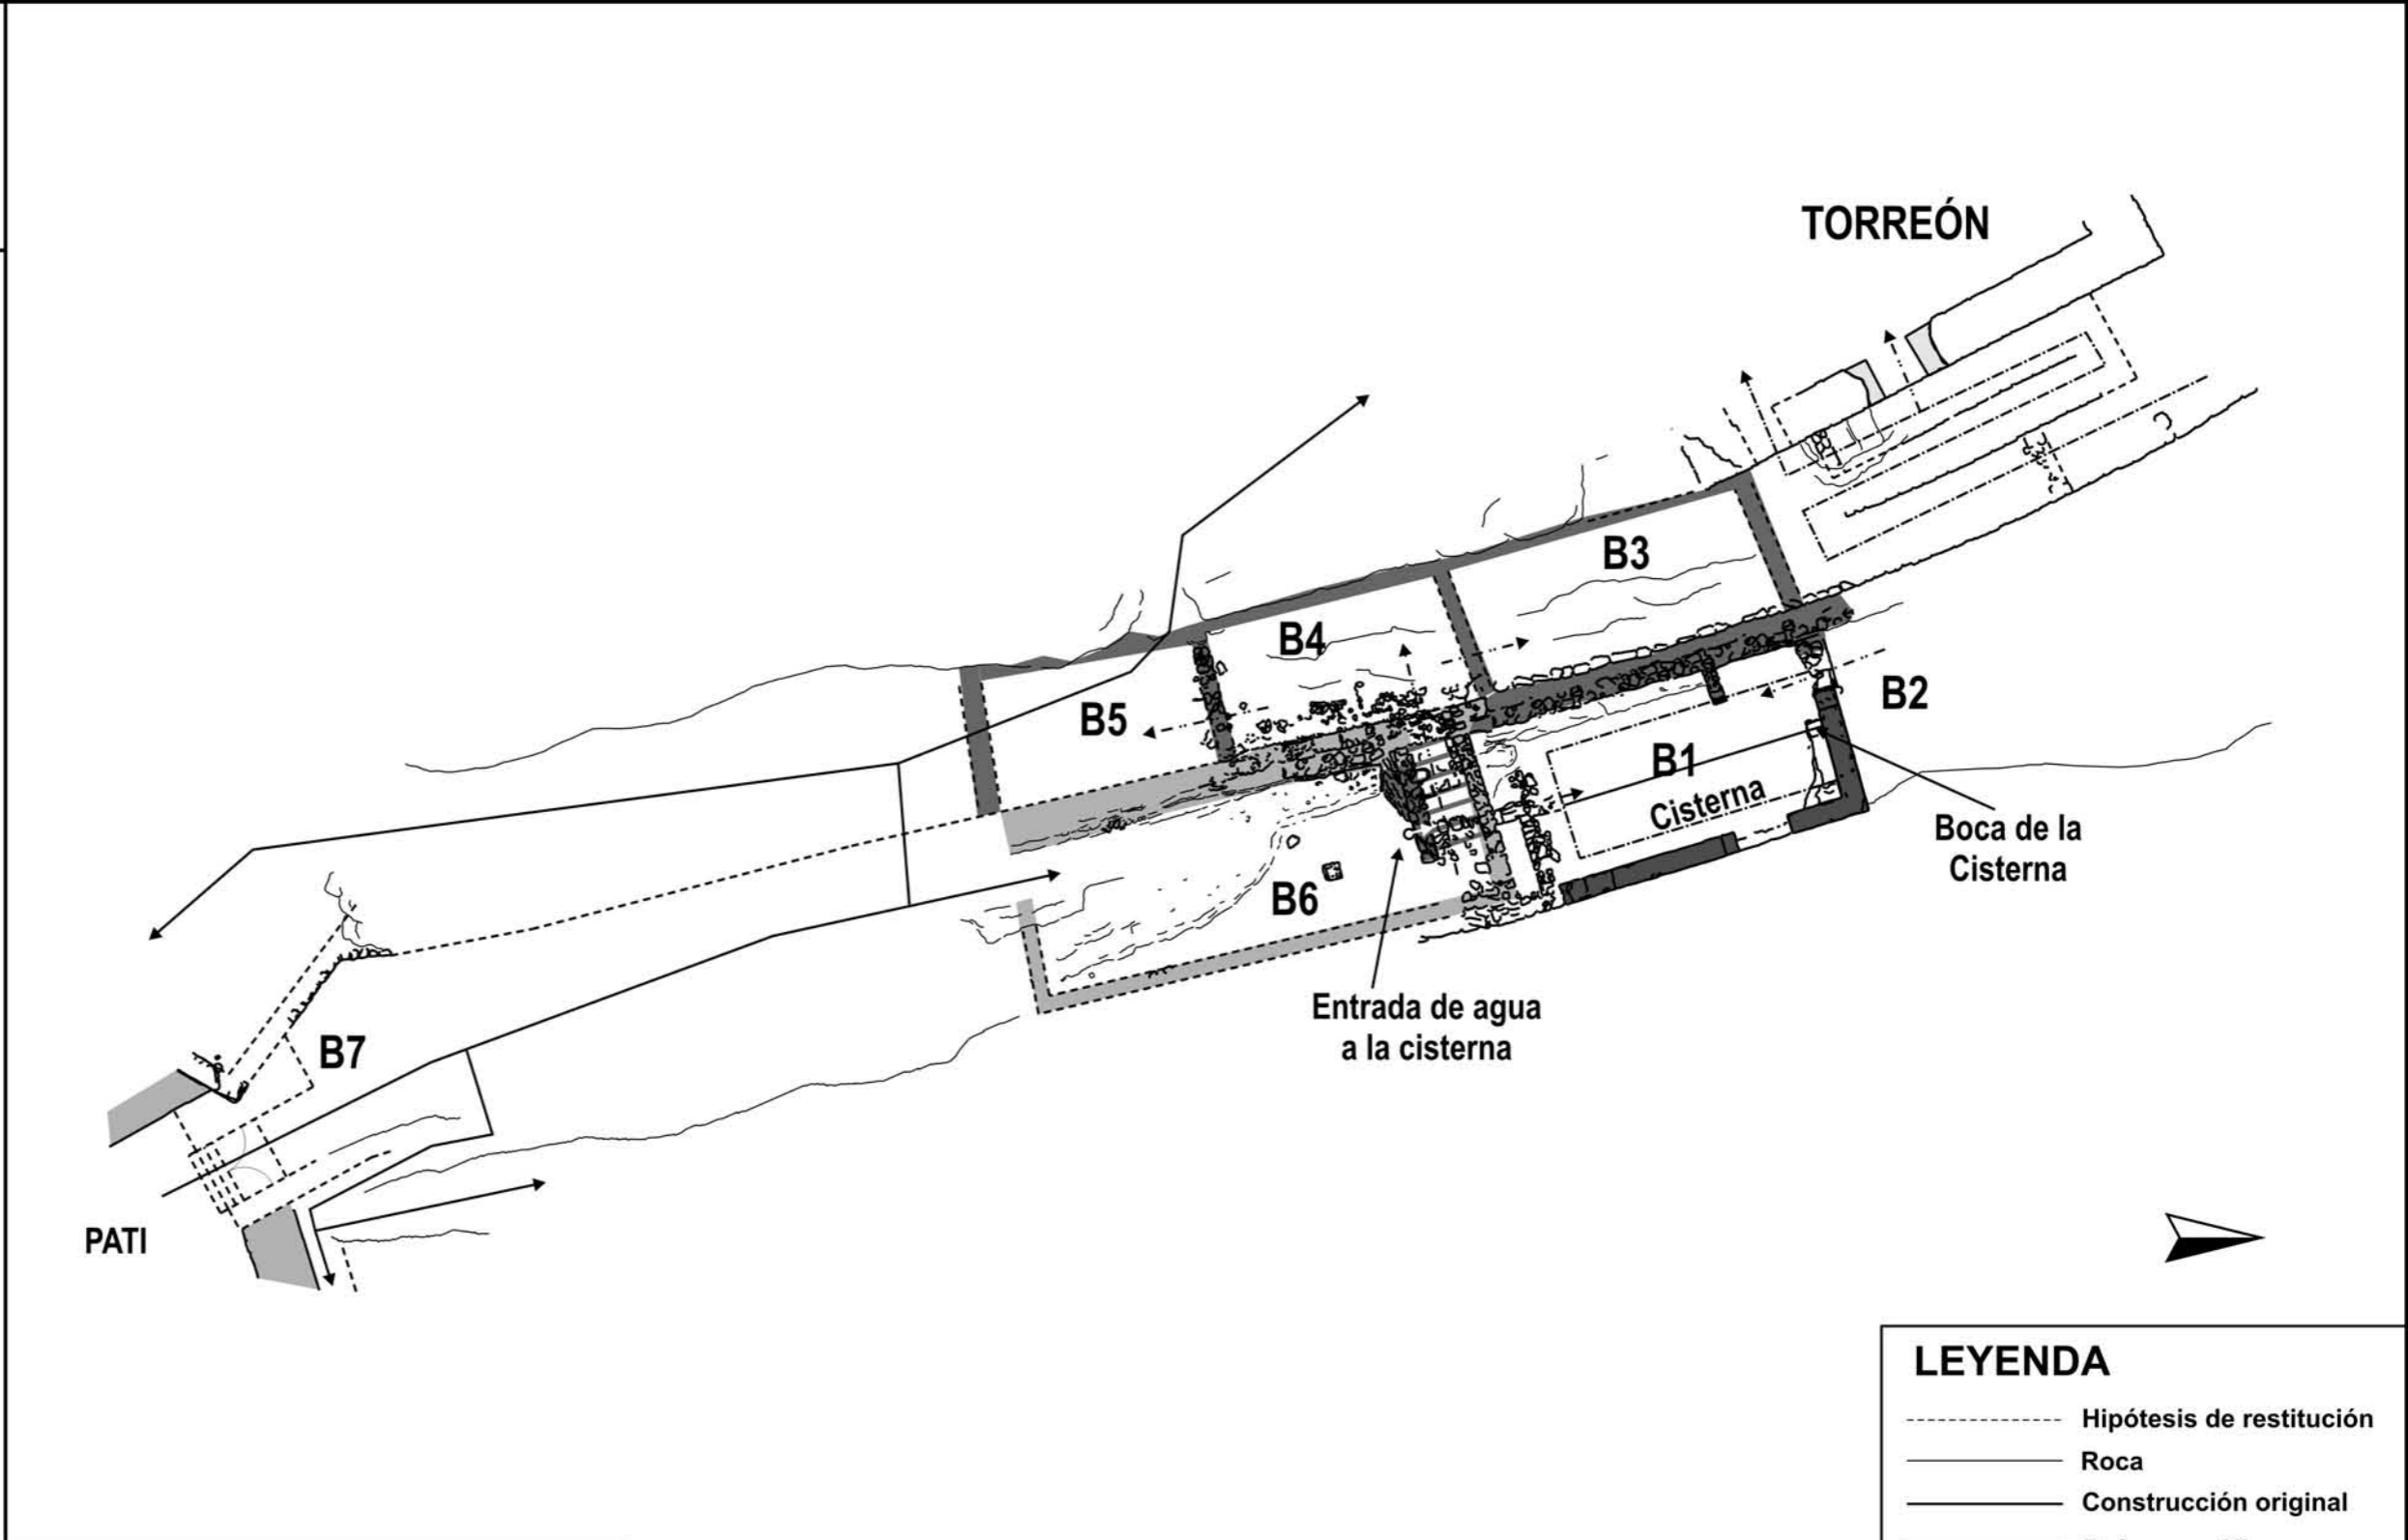 TORREÓN
B3
B4
B5
B2
B1
Cisterna
Boca de la
Cisterna
B6
Entrada de agua
a la cisterna
B7
PATI
LEYENDA
Hipótesis de restitución
Roca
Construcción original